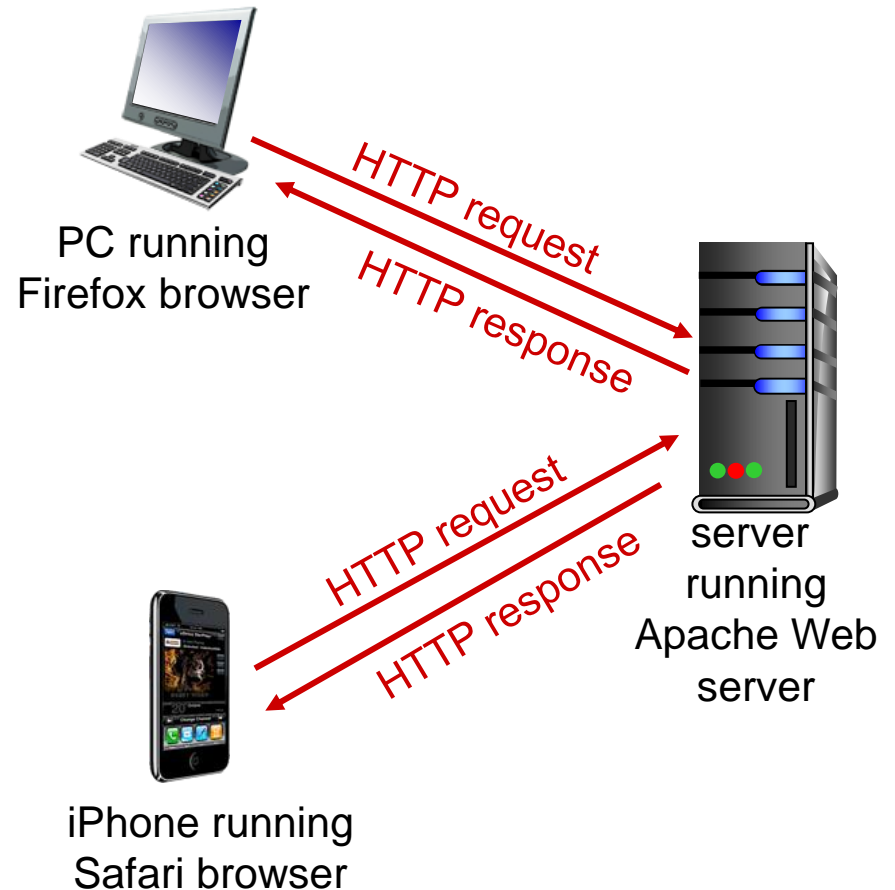 HTTP request
HTTP response
PC running
Firefox browser
server
running
Apache Web
server
HTTP request
HTTP response
iPhone running
Safari browser